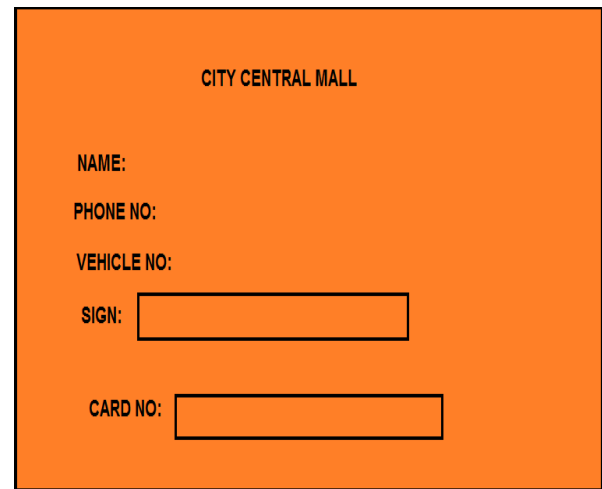 CITY CENTRAL MALL
NAME:
PHONE NO:
VEHICLE NO:
SIGN:
CARD NO: